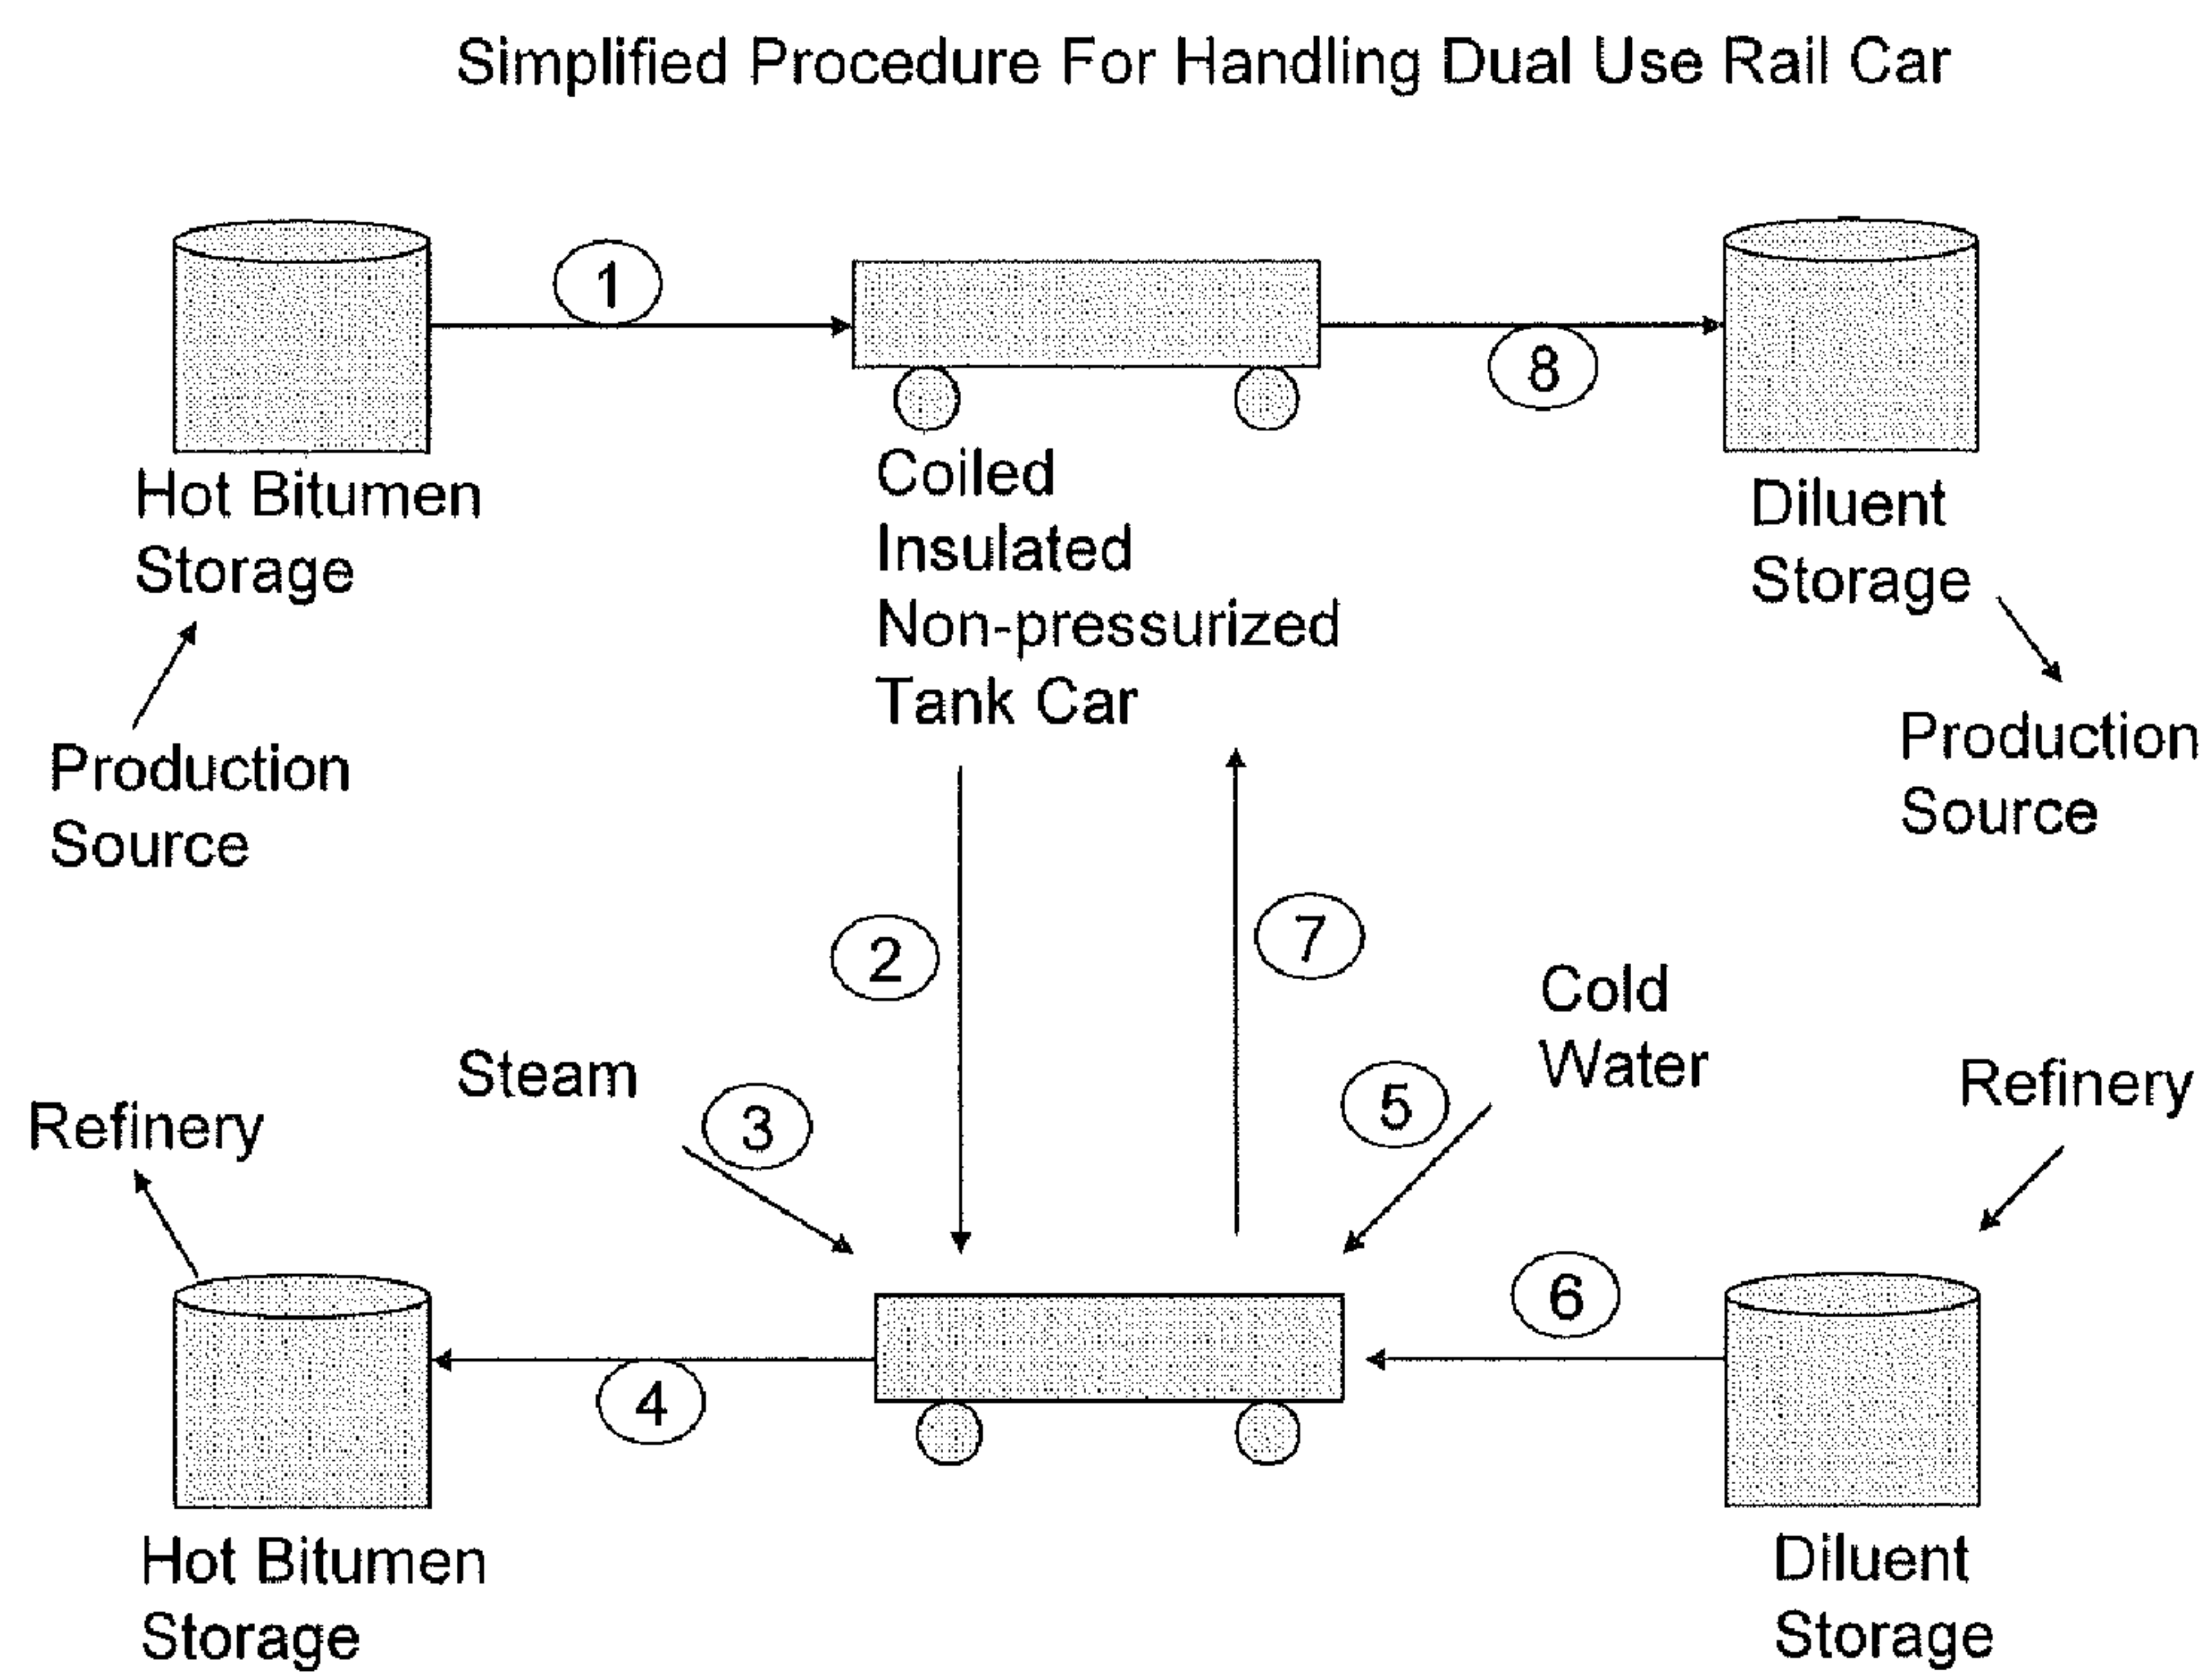 Simplified Procedure For Handling Dual Use Rail Car
1
8
Hot Bitumen
Storage
Coiled
Insulated
Non-pressurized
Tank Car
Diluent
Storage
Production
Source
Production
Source
2
7
Cold
Water
Steam
3
5
Refinery
Refinery
6
4
Hot Bitumen
Storage
Diluent
Storage